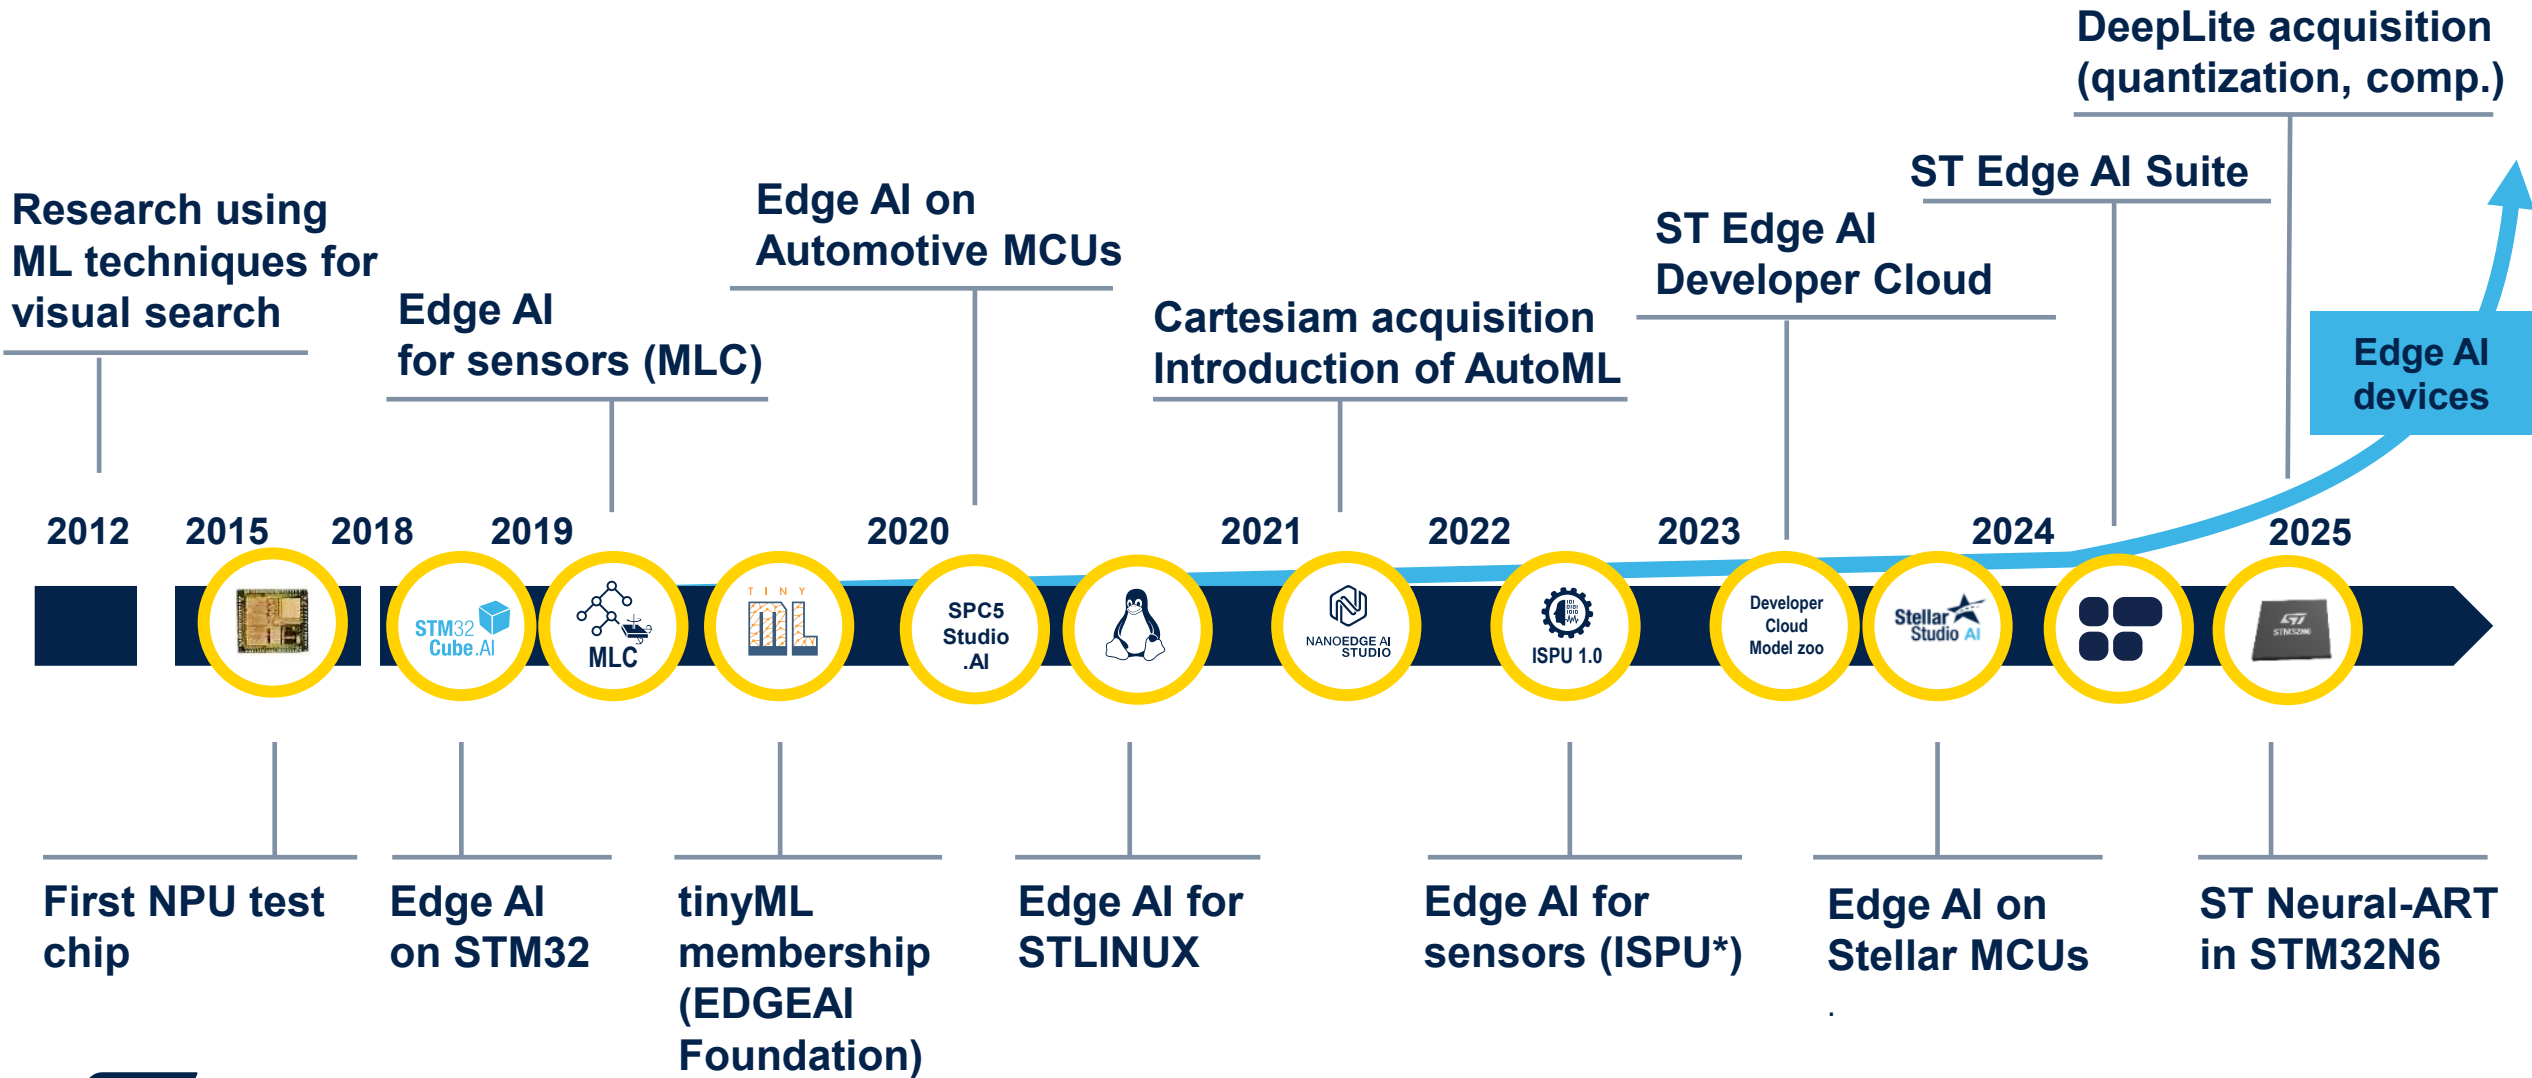 DeepLite acquisition
(quantization, comp.)
ST Edge AI Suite
Research using
ML techniques for
visual search
Edge AI on
Automotive MCUs
ST Edge AI
Developer Cloud
Edge AI
for sensors (MLC)
Cartesiam acquisition
Introduction of AutoML
Edge AI
devices
2012
2015
2018
2019
2020
2021
2022
2023
2024
2025
STM32
Cube.AI
MLC
TINY
ML
SPC5
Studio
.AI
NANOEDGE AI
STUDIO
ISPU 1.0
Developer
Cloud
Model zoo
Stellar
Studio AI
ST
STM32N6
First NPU test
chip
Edge AI
on STM32
tinyML
membership
(EDGEAI
Foundation)
Edge AI for
STLINUX
Edge AI for
sensors (ISPU*)
Edge AI on
Stellar MCUs
.
ST Neural-ART
in STM32N6